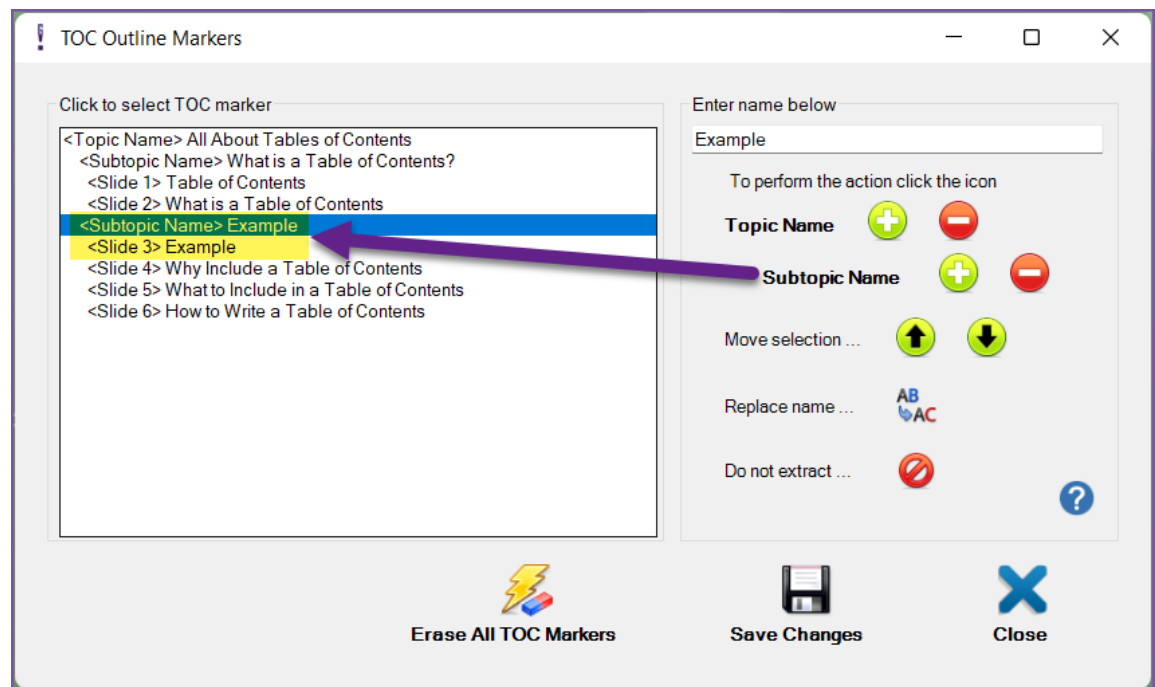 TOC Outline Markers
Click to select TOC marker
<Topic Name> All About Tables of Contents
<Subtopic Name> What is a Table of Contents?
<Slide 1> Table of Contents
<Slide 2> What is a Table of Contents
<Subtopic Name> Example
<Slide 3> Example
<Slide 4> Why Include a Table of Contents
<Slide 5> What to Include in a Table of Contents
<Slide 6> How to Write a Table of Contents
Enter name below
Example
To perform the action click the icon
Topic Name
Subtopic Name
Move selection ...
Replace name ...
AB
AC
Do not extract ...
?
Erase All TOC Markers
Save Changes
Close